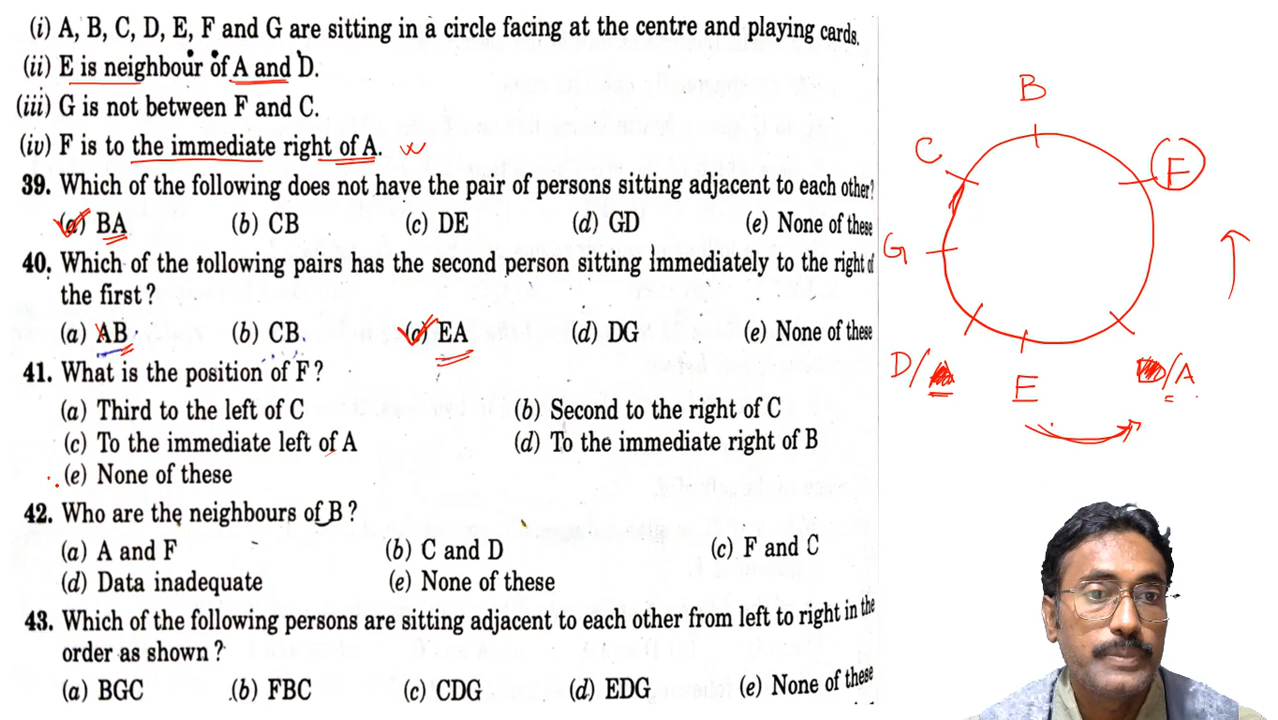 (i) A, B, C, D, E, F and G are sitting in a circle facing at the centre and playing cards.
(ii) E is neighbour of A and D.
(iii) G is not between F and C.
(iv) F is to the immediate right of A.
39. Which of the following does not have the pair of persons sitting adjacent to each other?
(a) BA (b) CB (c) DE (d) GD (e) None of these
40. Which of the following pairs has the second person sitting immediately to the right of
the first?
(a) AB (b) CB. (c) EA (d) DG (e) None of these
41. What is the position of F?
(a) Third to the left of C (b) Second to the right of C
(c) To the immediate left of A (d) To the immediate right of B
(e) None of these
42. Who are the neighbours of B?
(a) A and F (b) C and D (c) F and C
(d) Data inadequate (e) None of these
43. Which of the following persons are sitting adjacent to each other from left to right in the
order as shown?
(a) BGC (b) FBC (c) CDG (d) EDG (e) None of these
B
C
F
G
D/
E
/A